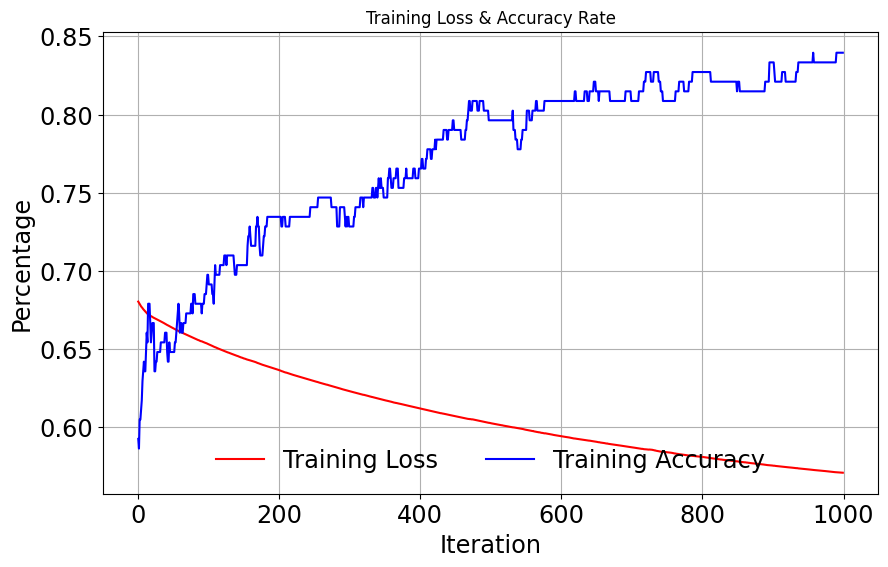 Training Loss & Accuracy Rate
0.85
0.80
0.75
0.70
0.65
0.60
Percentage
Training Loss Training Accuracy
0 200 400 600 800 1000
Iteration